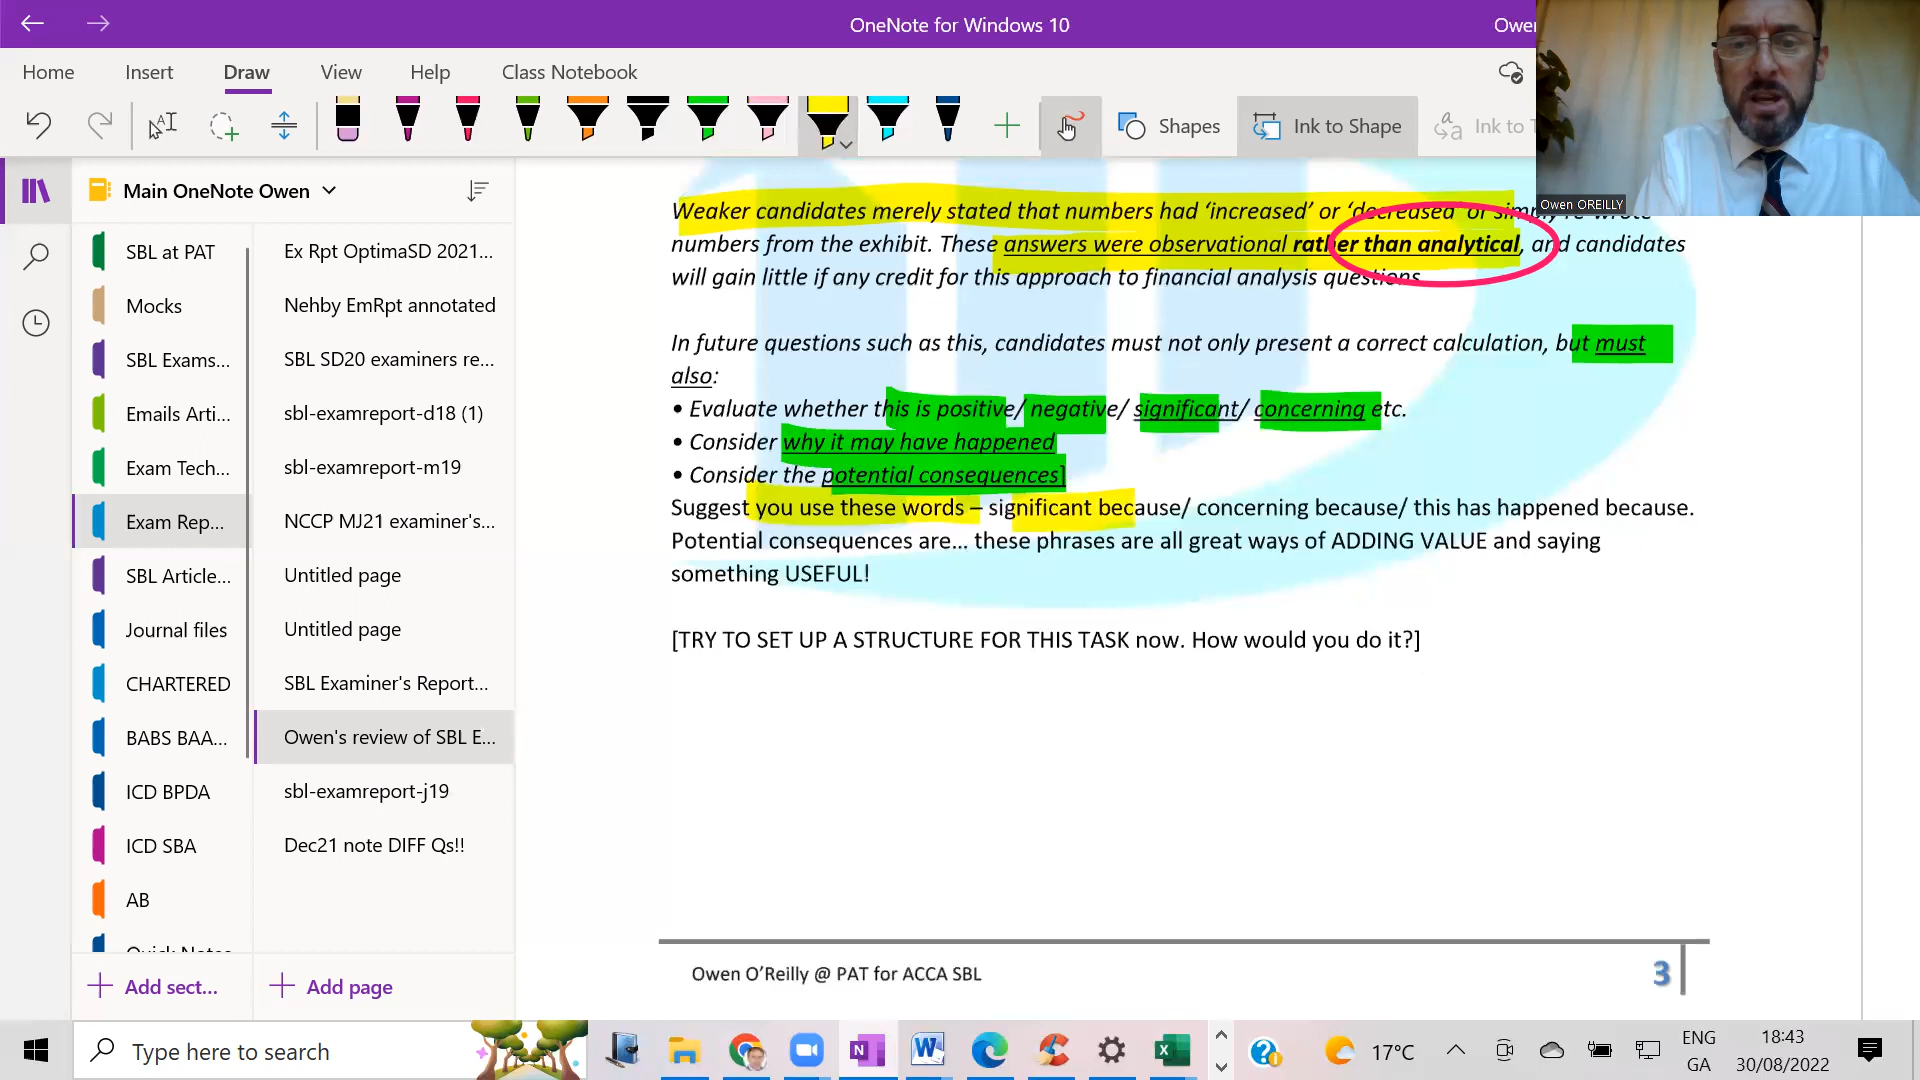 OneNote for Windows 10
Owen
Home
Insert
Draw
View
Help
Class Notebook
Shapes
Ink to Shape
Ink to
Owen OREILLY
Main OneNote Owen
SBL at PAT
Mocks
SBL Exams...
Emails Arti...
Exam Tech...
Exam Rep...
SBL Article...
Journal files
CHARTERED
BABS BAA...
ICD BPDA
ICD SBA
AB
Quick Notes
Add sect...
Ex Rpt OptimaSD 2021...
Nehby EmRpt annotated
SBL SD20 examiners re...
sbl-examreport-d18 (1)
sbl-examreport-m19
NCCP MJ21 examiner's...
Untitled page
Untitled page
SBL Examiner's Report...
Owen's review of SBL E...
sbl-examreport-j19
Dec21 note DIFF Qs!!
Add page
Weaker candidates merely stated that numbers had ‘increased’ or ‘decreased’ or simply re-wrote
numbers from the exhibit. These answers were observational rather than analytical, and candidates
will gain little if any credit for this approach to financial analysis questions.
In future questions such as this, candidates must not only present a correct calculation, but must
also:
• Evaluate whether this is positive/ negative/ significant/ concerning etc.
• Consider why it may have happened
• Consider the potential consequences]
Suggest you use these words – significant because/ concerning because/ this has happened because.
Potential consequences are... these phrases are all great ways of ADDING VALUE and saying
something USEFUL!
[TRY TO SET UP A STRUCTURE FOR THIS TASK now. How would you do it?]
Owen O’Reilly @ PAT for ACCA SBL
3
Type here to search
17°C
ENG
GA
18:43
30/08/2022